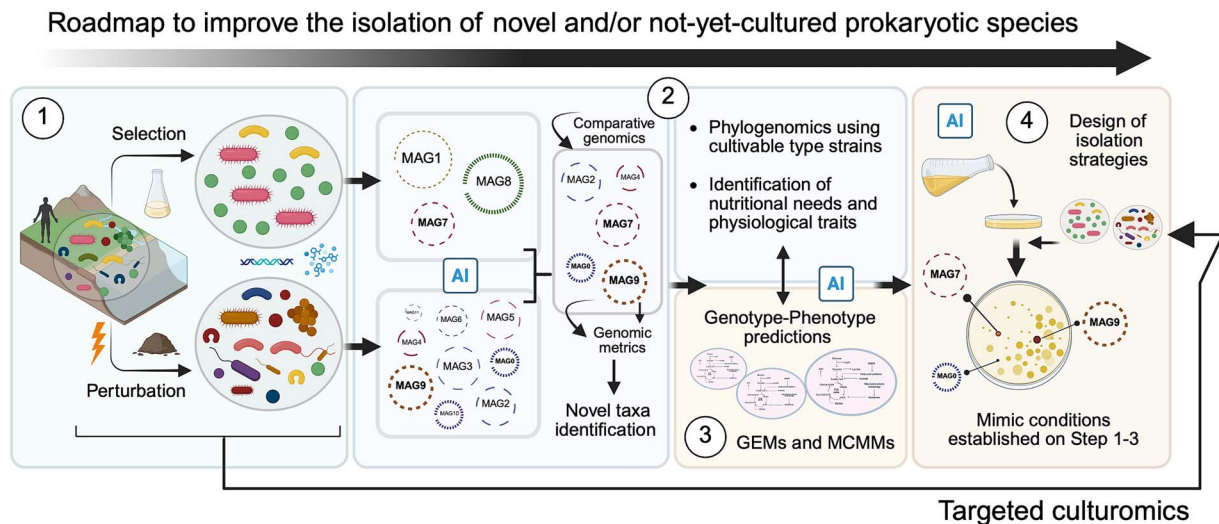 Roadmap to improve the isolation of novel and/or not-yet-cultured prokaryotic species
1
Selection
Perturbation
2
MAG1
MAG8
MAG7
AI
MAG6
MAG5
MAG4
MAG3
MAG0
MAG9
MAG10
MAG2
Comparative
genomics
MAG2
MAG4
MAG7
MAG0
MAG9
Genomic
metrics
Novel taxa
identification
• Phylogenomics using
cultivable type strains
• Identification of
nutritional needs and
physiological traits
AI
Genotype-Phenotype
predictions
3
GEMs and MCMMs
AI
4
Design of
isolation
strategies
MAG7
MAG9
MAG0
Mimic conditions
established on Step 1-3
Targeted culturomics